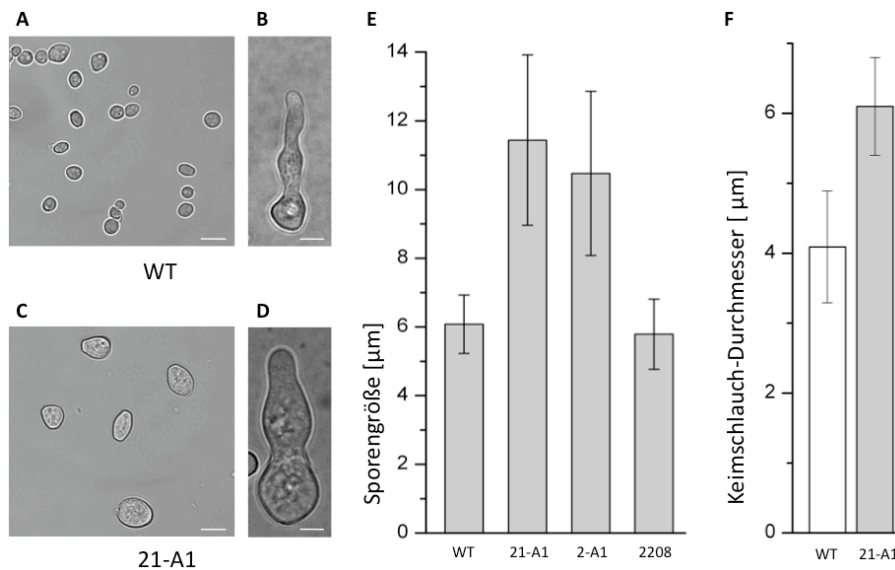 A
B
WT
C
D
21-A1
E
Sporengröße [µm]
14
12
10
8
6
4
2
0
WT 21-A1 2-A1 2208
F
Keimschlauch-Durchmesser [ µm]
6
4
2
0
WT 21-A1